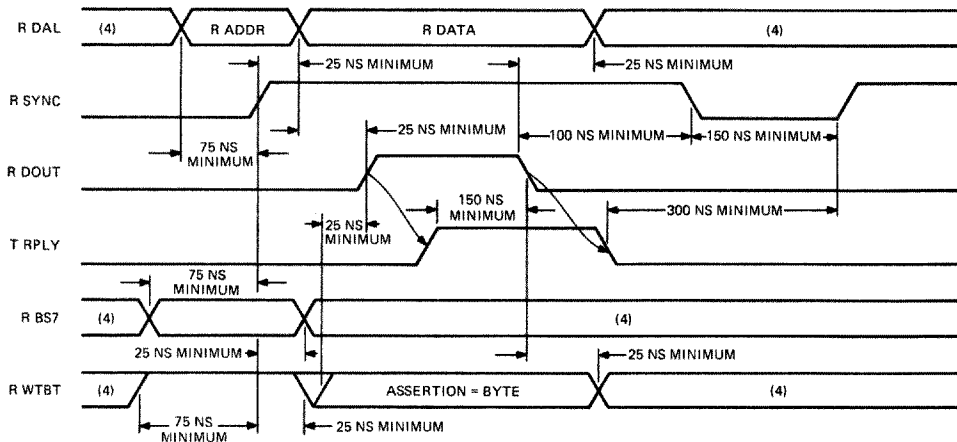 R DAL (4) R ADDR R DATA (4)
25 NS MINIMUM 25 NS MINIMUM
R SYNC
25 NS MINIMUM
75 NS MINIMUM
100 NS MINIMUM 150 NS MINIMUM
R DOUT
150 NS MINIMUM
25 NS MINIMUM
300 NS MINIMUM
T RPLY
75 NS MINIMUM
R BS7 (4) (4)
25 NS MINIMUM 25 NS MINIMUM
R WTBT (4) ASSERTION = BYTE (4)
75 NS MINIMUM
25 NS MINIMUM